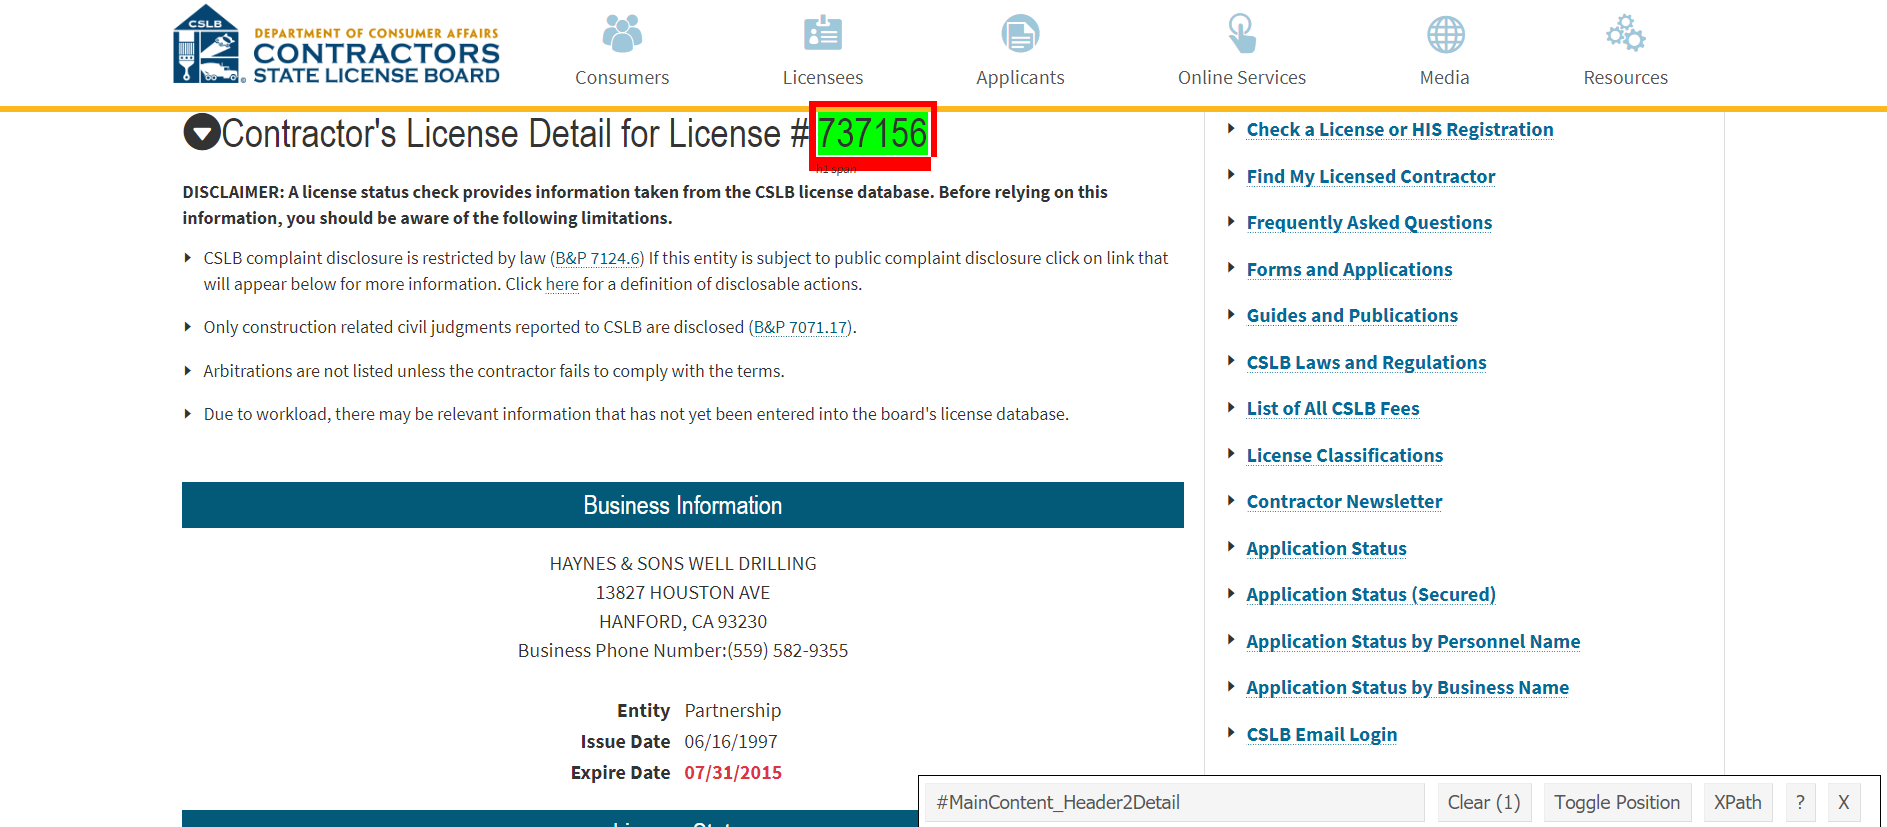 CSLB
DEPARTMENT OF CONSUMER AFFAIRS
CONTRACTORS
STATE LICENSE BOARD
Consumers
Licensees
Applicants
Online Services
Media
Resources
Contractor's License Detail for License # 737156
h1 span
DISCLAIMER: A license status check provides information taken from the CSLB license database. Before relying on this
information, you should be aware of the following limitations.
CSLB complaint disclosure is restricted by law (B&P 7124.6) If this entity is subject to public complaint disclosure click on link that
will appear below for more information. Click here for a definition of disclosable actions.
Only construction related civil judgments reported to CSLB are disclosed (B&P 7071.17).
Arbitrations are not listed unless the contractor fails to comply with the terms.
Due to workload, there may be relevant information that has not yet been entered into the board's license database.
Business Information
HAYNES & SONS WELL DRILLING
13827 HOUSTON AVE
HANFORD, CA 93230
Business Phone Number:(559) 582-9355
Entity Partnership
Issue Date 06/16/1997
Expire Date 07/31/2015
Check a License or HIS Registration
Find My Licensed Contractor
Frequently Asked Questions
Forms and Applications
Guides and Publications
CSLB Laws and Regulations
List of All CSLB Fees
License Classifications
Contractor Newsletter
Application Status
Application Status (Secured)
Application Status by Personnel Name
Application Status by Business Name
CSLB Email Login
#MainContent_Header2Detail
Clear (1)
Toggle Position
XPath
?
X